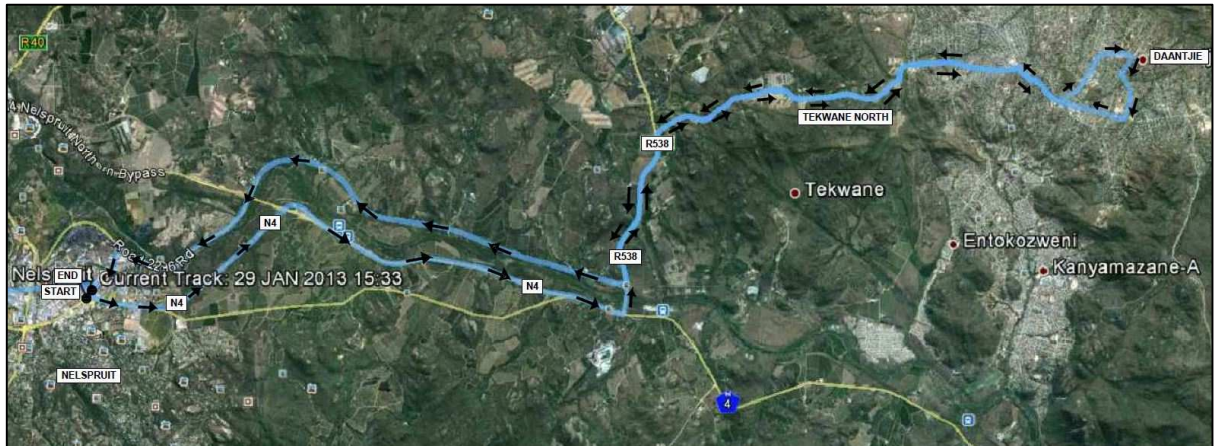 R40
DAANTJIE
4 Nelspruit Northern Bypass
TEKWANE NORTH
R538
Tekwane
N4
Entokozweni
R538
Kanyamazane-A
END
Nelspruit
Current Track: 29 JAN 2013 15:33
START
N4
N4
NELSPRUIT
4